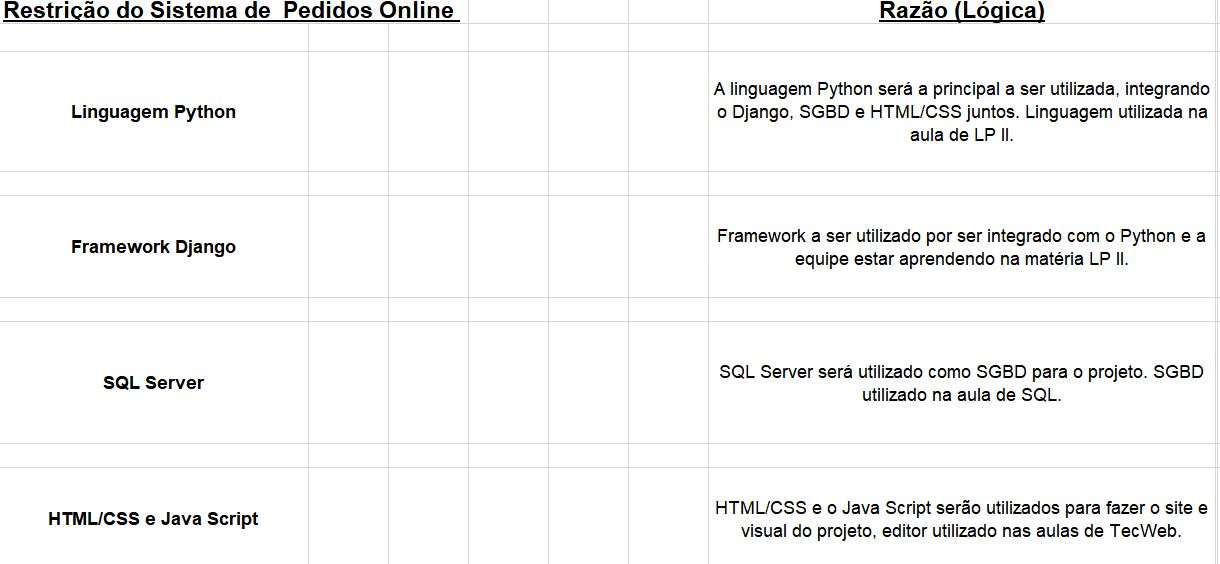 Restrição do Sistema de  Pedidos Online
Razão (Lógica)
Linguagem Python
A linguagem Python será a principal a ser utilizada, integrando
o Django, SGBD e HTML/CSS juntos. Linguagem utilizada na
aula de LP II.
Framework Django
Framework a ser utilizado por ser integrado com o Python e a
equipe estar aprendendo na matéria LP II.
SQL Server
SQL Server será utilizado como SGBD para o projeto. SGBD
utilizado na aula de SQL.
HTML/CSS e Java Script
HTML/CSS e o Java Script serão utilizados para fazer o site e
visual do projeto, editor utilizado nas aulas de TecWeb.